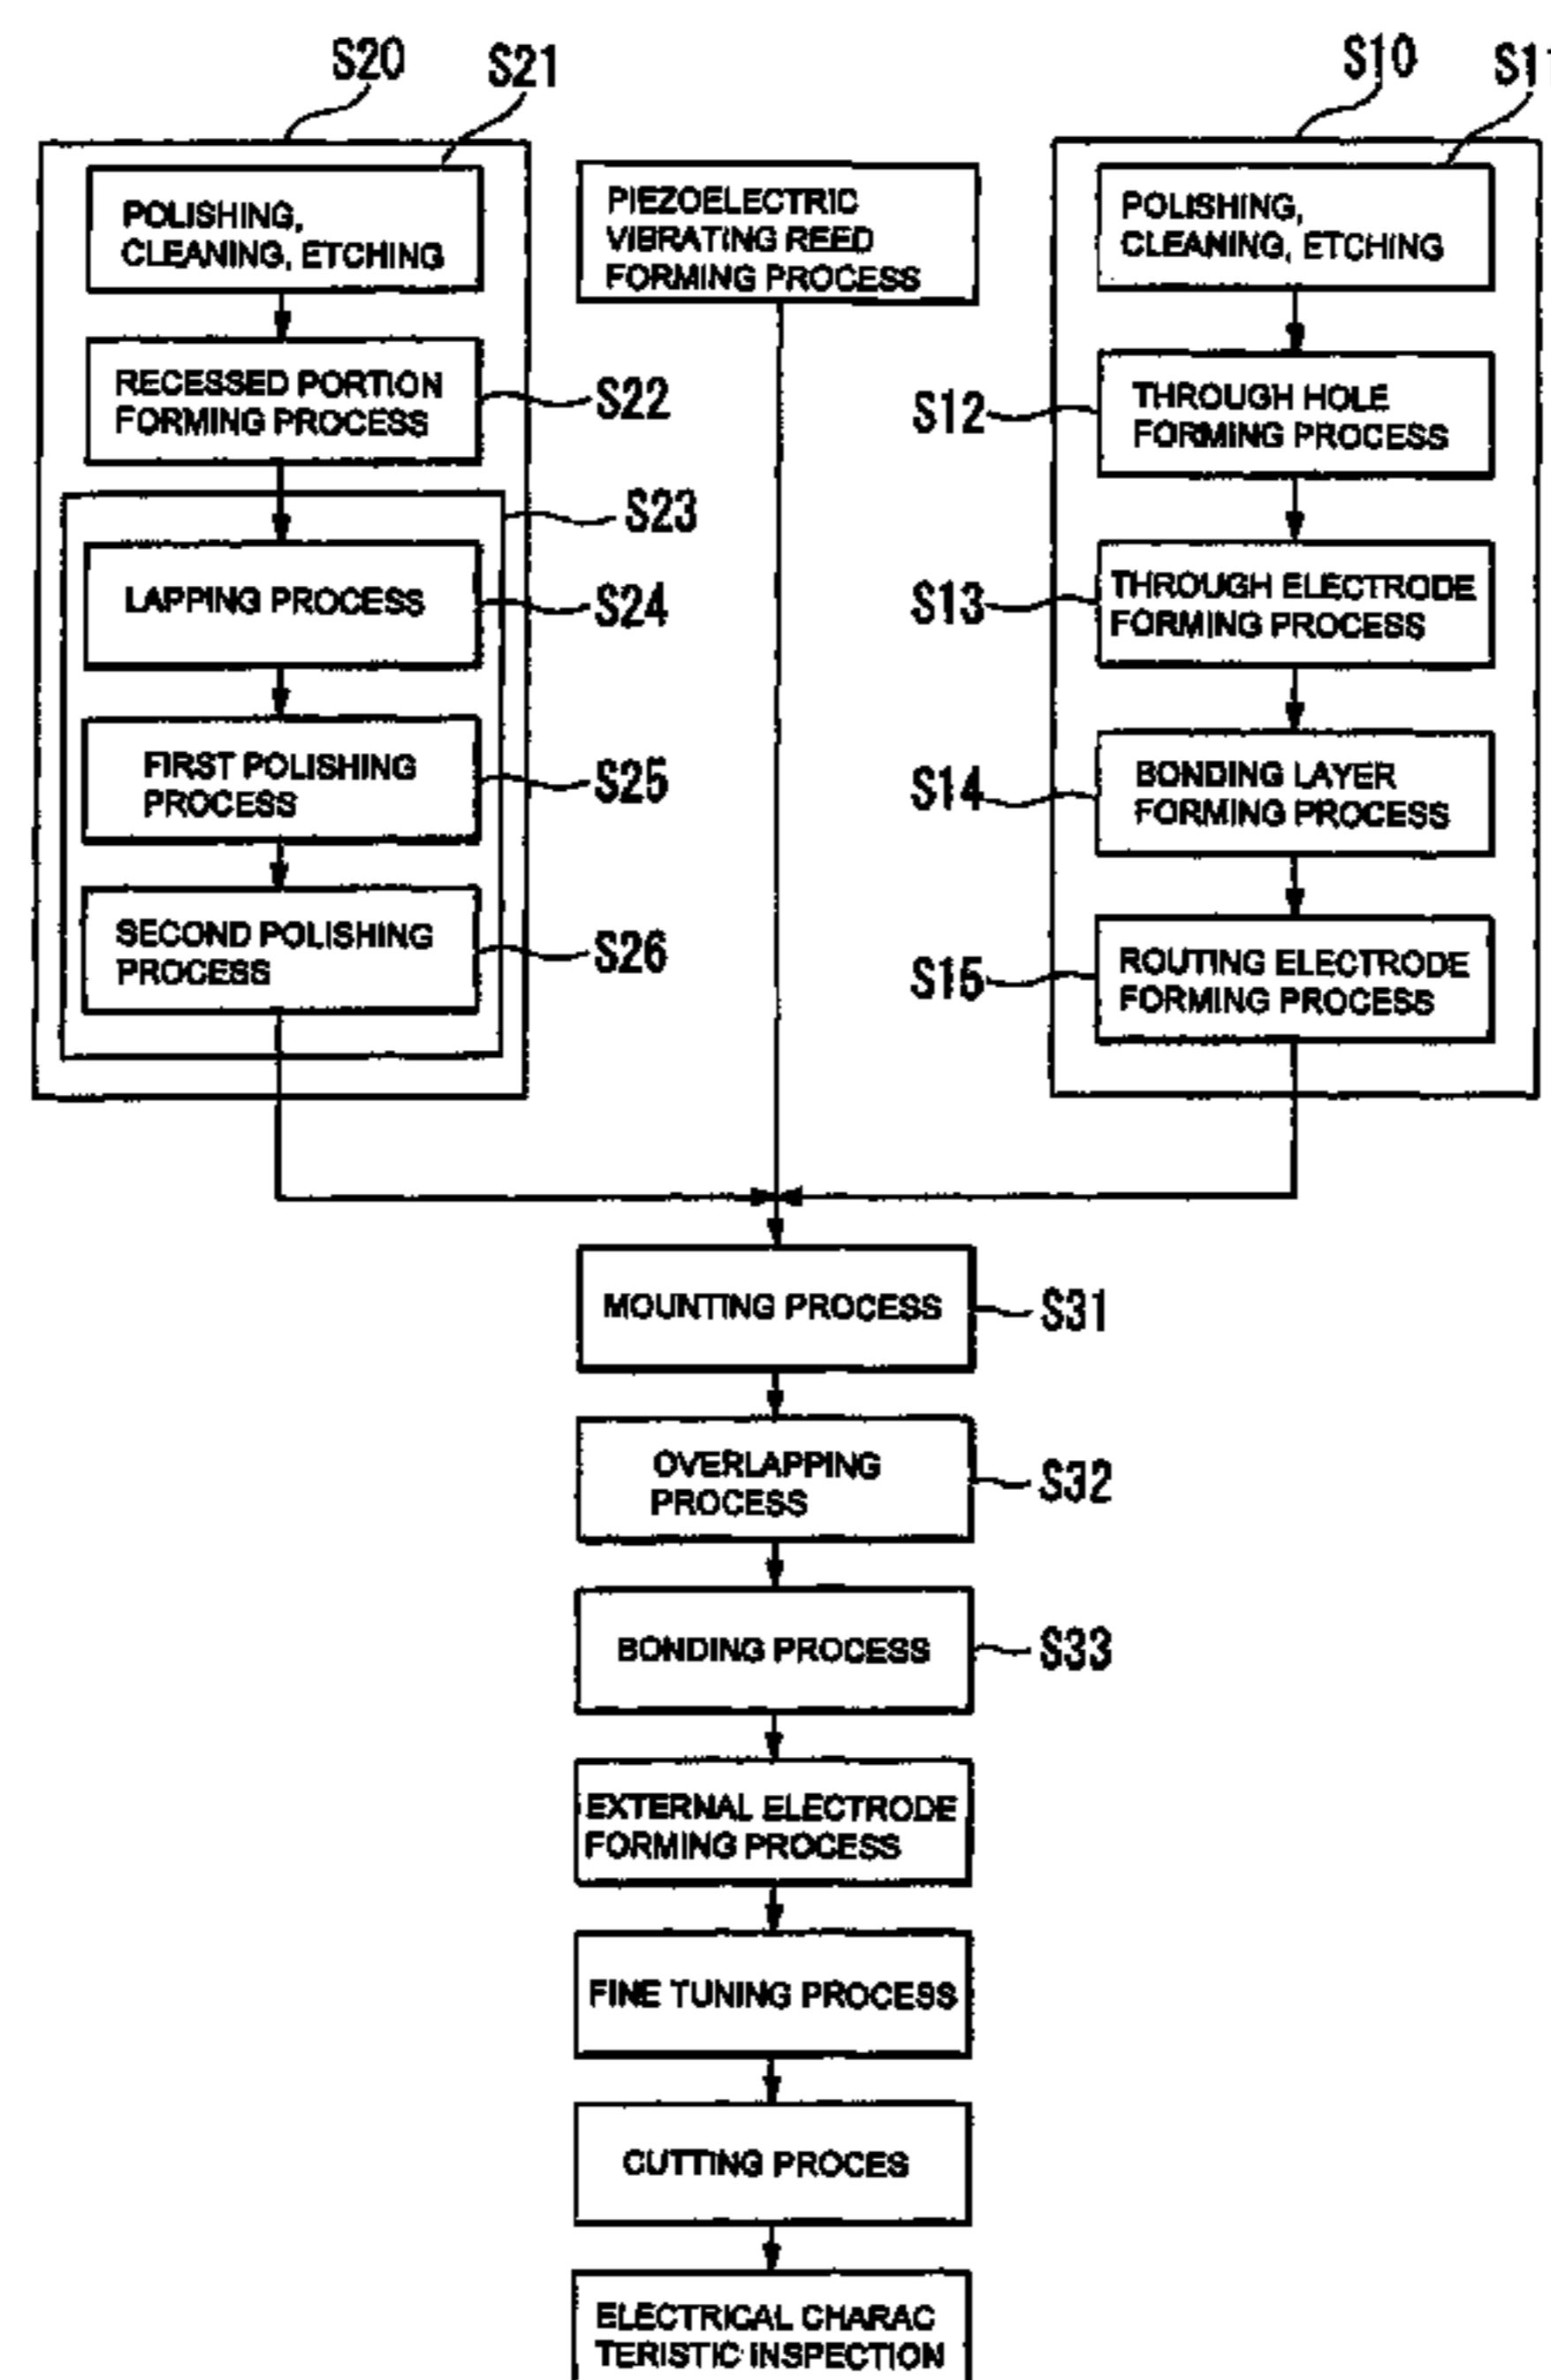 S20
S21
POLISHING,
CLEANING, ETCHING
RECESSED PORTION
FORMING PROCESS
S22
S23
LAPPING PROCESS
S24
FIRST POLISHING
PROCESS
S25
SECOND POLISHING
PROCESS
S26
PIEZOELECTRIC
VIBRATING REED
FORMING PROCESS
S10
S11
POLISHING,
CLEANING, ETCHING
S12
THROUGH HOLE
FORMING PROCESS
S13
THROUGH ELECTRODE
FORMING PROCESS
S14
BONDING LAYER
FORMING PROCESS
S15
ROUTING ELECTRODE
FORMING PROCESS
MOUNTING PROCESS
S31
OVERLAPPING
PROCESS
S32
BONDING PROCESS
S33
EXTERNAL ELECTRODE
FORMING PROCESS
FINE TUNING PROCESS
CUTTING PROCES
ELECTRICAL CHARAC
TERISTIC INSPECTION